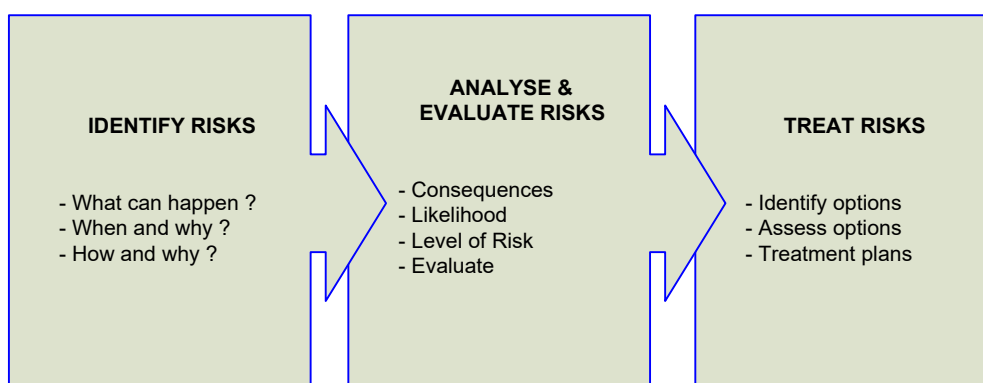 IDENTIFY RISKS
- What can happen ?
- When and why ?
- How and why ?
ANALYSE &
EVALUATE RISKS
- Consequences
- Likelihood
- Level of Risk
- Evaluate
TREAT RISKS
- Identify options
- Assess options
- Treatment plans